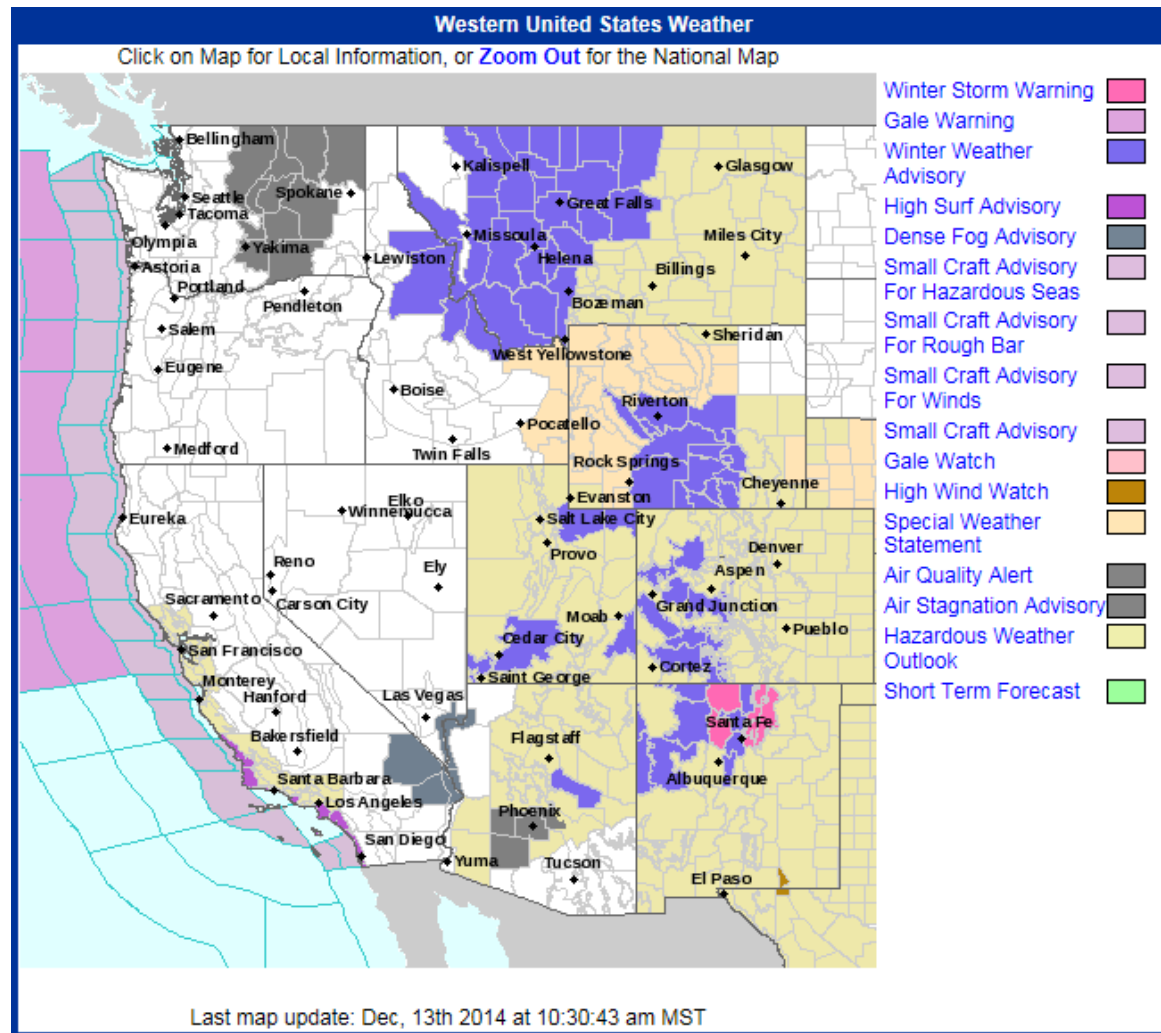 Western United States Weather
Click on Map for Local Information, or Zoom Out for the National Map
Winter Storm Warning
Gale Warning
Winter Weather
Advisory
High Surf Advisory
Dense Fog Advisory
Small Craft Advisory
For Hazardous Seas
Small Craft Advisory
For Rough Bar
Small Craft Advisory
For Winds
Small Craft Advisory
Gale Watch
High Wind Watch
Special Weather
Statement
Air Quality Alert
Air Stagnation Advisory
Hazardous Weather
Outlook
Short Term Forecast
Bellingham
Kalispell
Glasgow
Seattle
Spokane
Great Falls
Tacoma
Olympia
Yakima
Missoula
Helena
Miles City
Astoria
Lewiston
Billings
Portland
Pendleton
Bozeman
Salem
West Yellowstone
Sheridan
Eugene
Boise
Riverton
Medford
Twin Falls
Pocatello
Rock Springs
Cheyenne
Eureka
Winnemucca
Elko
Evanston
Salt Lake City
Provo
Denver
Reno
Ely
Aspen
Carson City
Sacramento
Grand Junction
Moab
Pueblo
San Francisco
Cedar City
Cortez
Monterey
Saint George
Hanford
Las Vegas
Bakersfield
Flagstaff
Santa Fe
Albuquerque
Santa Barbara
Los Angeles
Phoenix
San Diego
Yuma
Tucson
El Paso
Last map update: Dec, 13th 2014 at 10:30:43 am MST